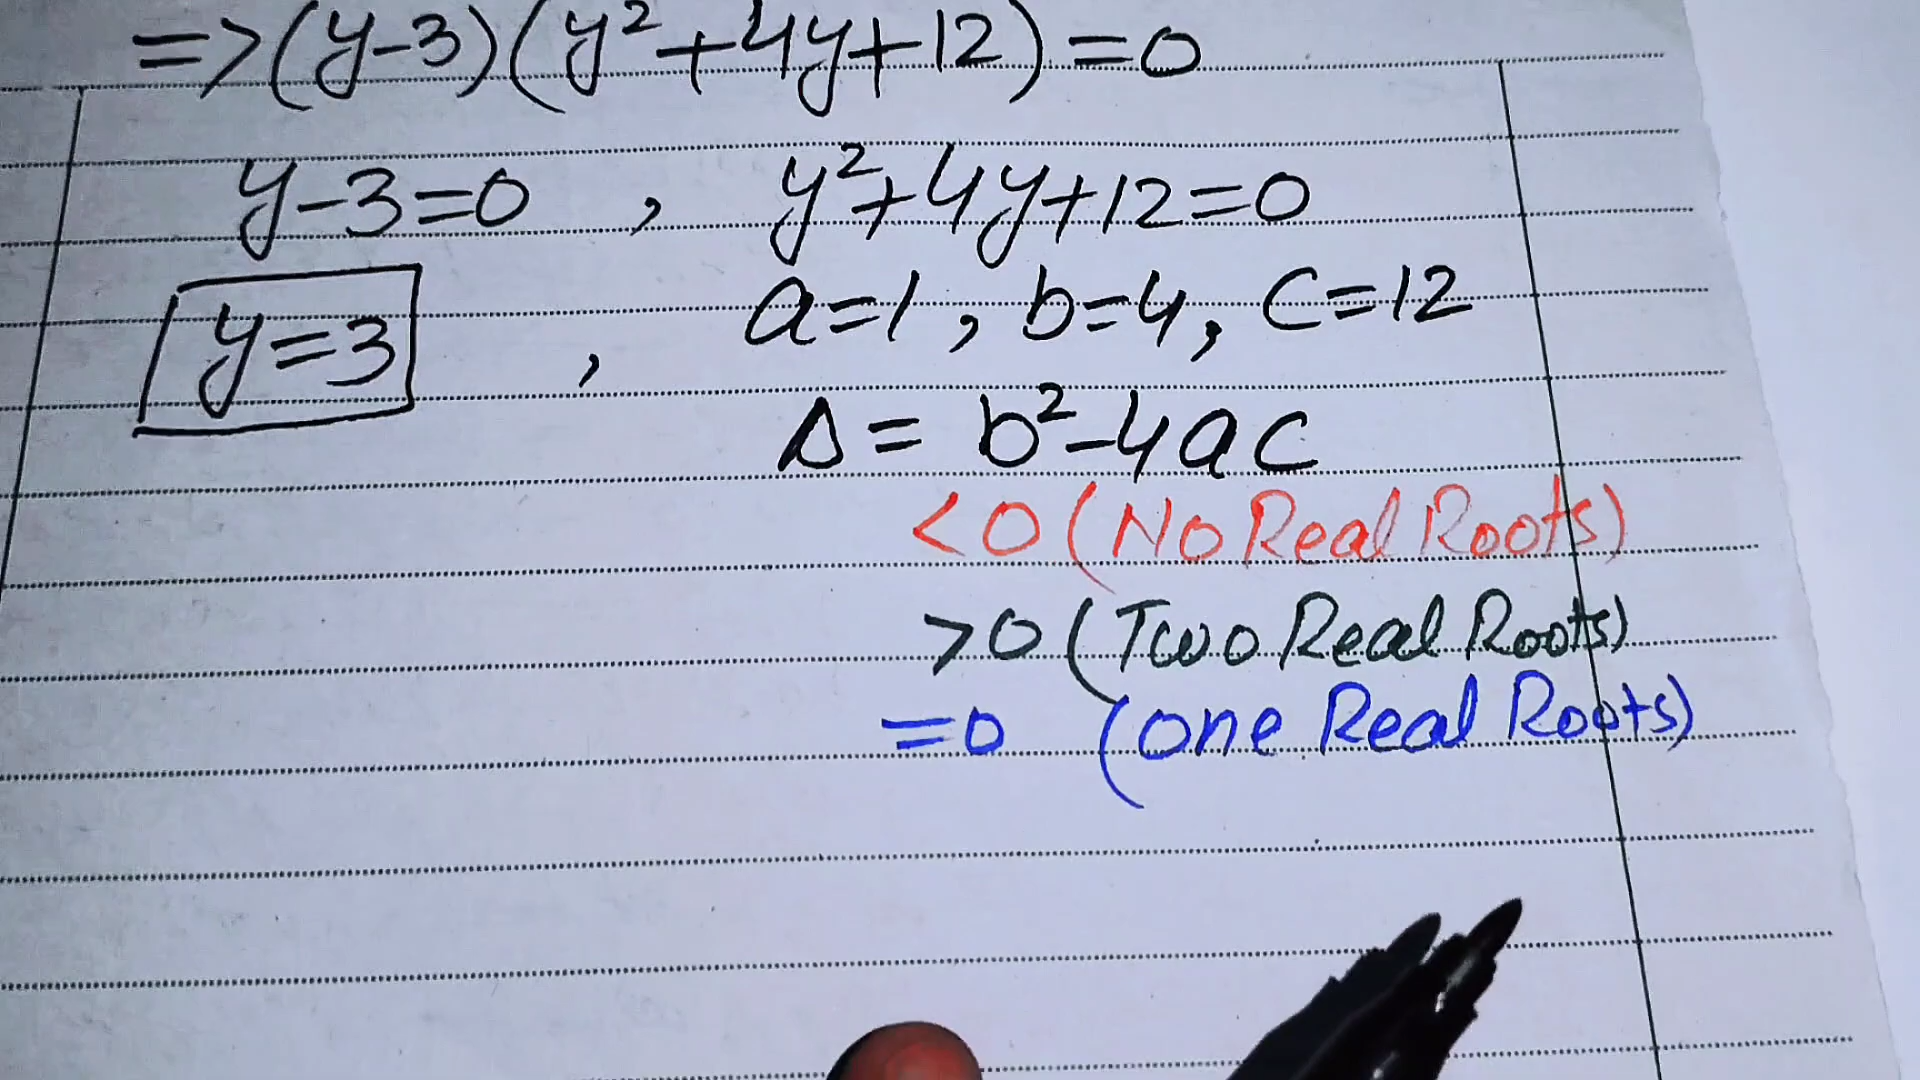 =>(y-3)(y²+4y+12)=0
y-3=0 , y²+4y+12=0
y=3 , a=1, b=4, c=12
Δ= b²-4ac
<0 (No Real Roots)
>0 (Two Real Roots)
=0 (one Real Roots)